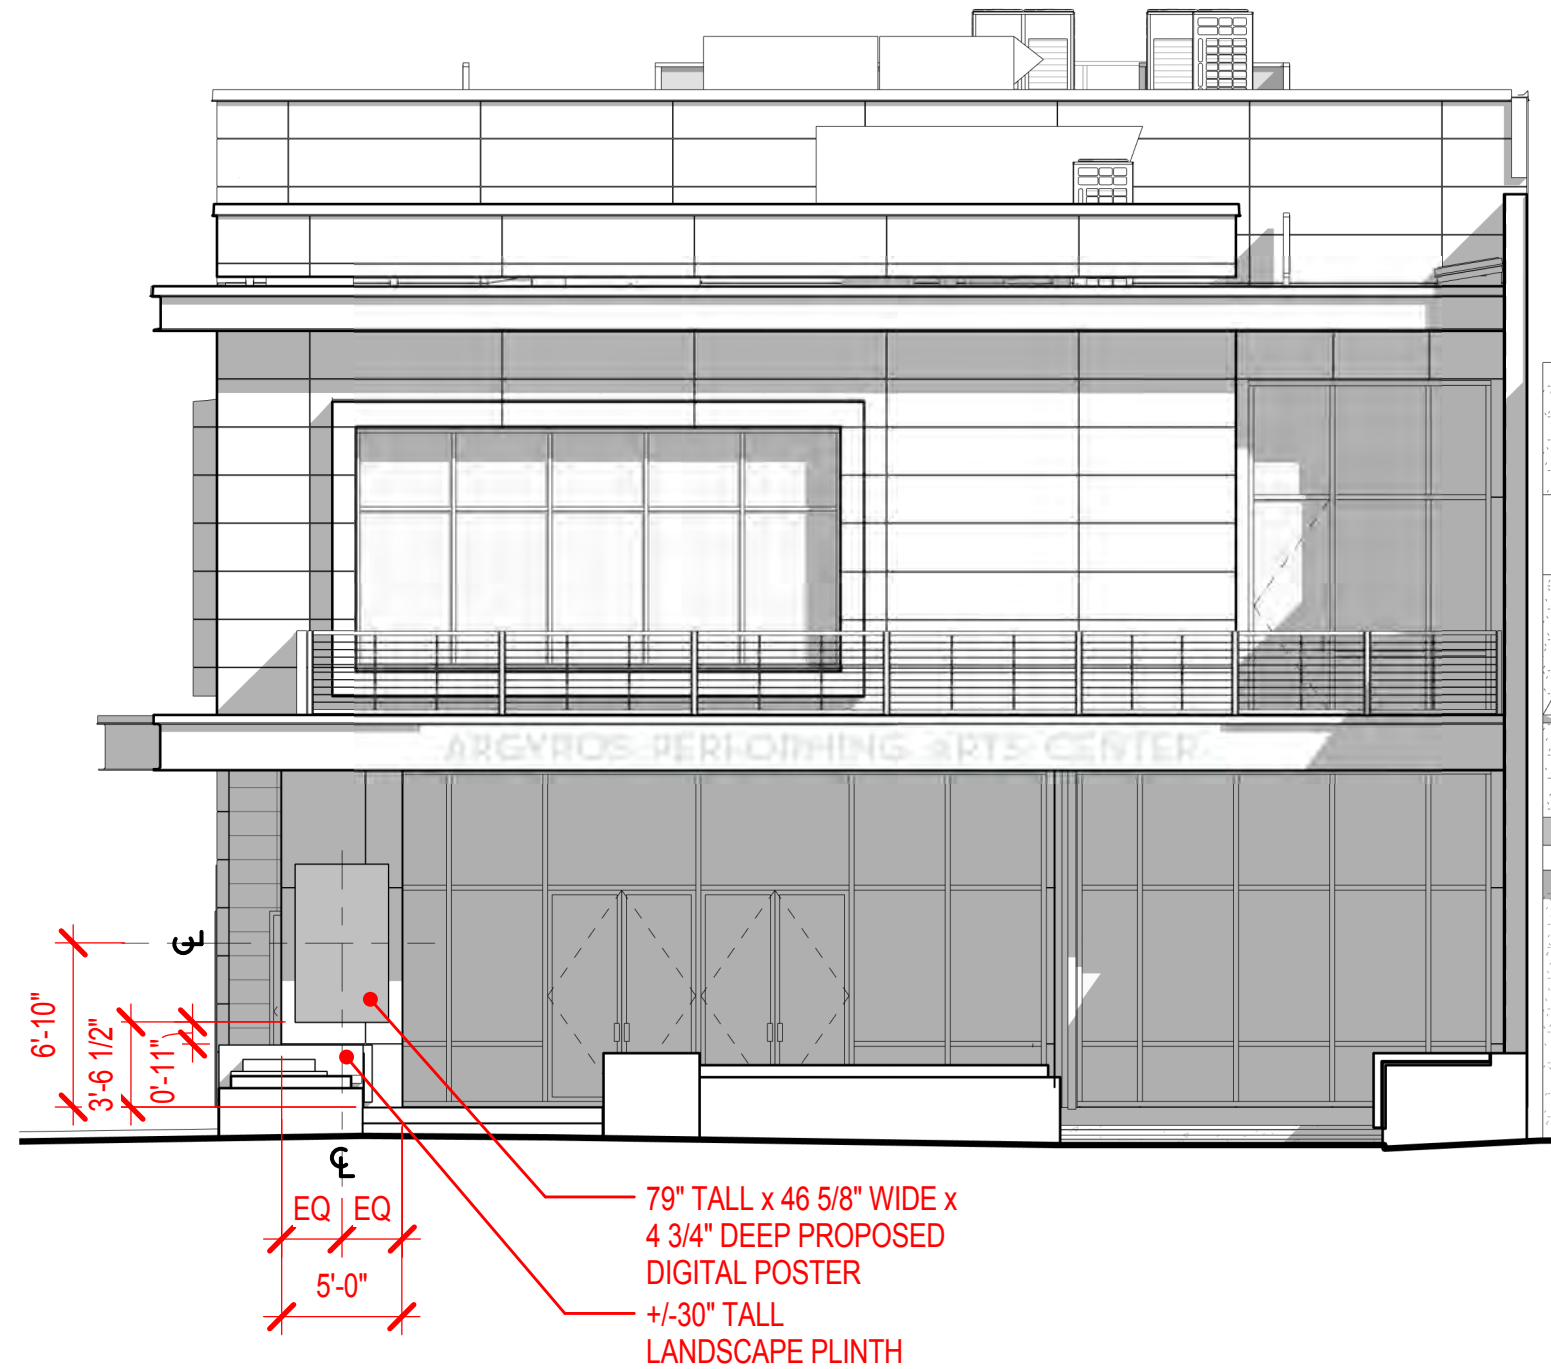 ARGYROS PERFORMING ARTS CENTER
6'-10"
3'-6 1/2"
0'-11"
EQ EQ
5'-0"
79" TALL x 46 5/8" WIDE x
4 3/4" DEEP PROPOSED
DIGITAL POSTER
+/-30" TALL
LANDSCAPE PLINTH